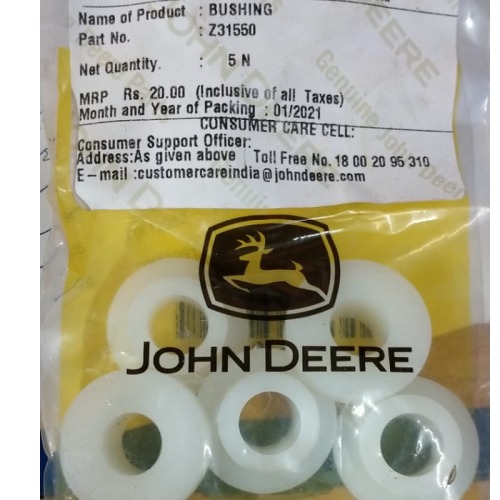 Name of Product : BUSHING
Part No. : Z31550
Net Quantity. : 5 N
MRP Rs. 20.00 (Inclusive of all Taxes)
Month and Year of Packing : 01/2021
CONSUMER CARE CELL:
Consumer Support Officer:
Address:As given above Toll Free No. 18 00 20 95 310
E-mail :customercareindia@johndeere.com
JOHN DEERE